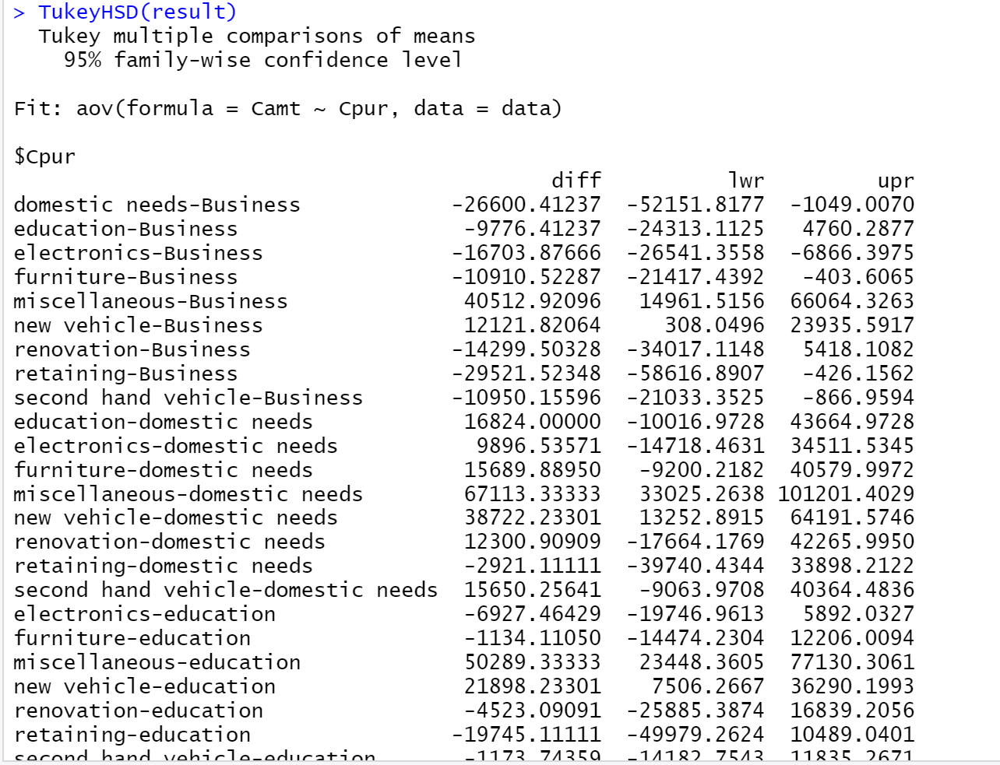 > TukeyHSD(result)
Tukey multiple comparisons of means
95% family-wise confidence level
Fit: aov(formula = Camt ~ Cpur, data = data)
$Cpur
diff lwr upr
domestic needs-Business -26600.41237 -52151.8177 -1049.0070
education-Business -9776.41237 -24313.1125 4760.2877
electronics-Business -16703.87666 -26541.3558 -6866.3975
furniture-Business -10910.52287 -21417.4392 -403.6065
miscellaneous-Business 40512.92096 14961.5156 66064.3263
new vehicle-Business 12121.82064 308.0496 23935.5917
renovation-Business -14299.50328 -34017.1148 5418.1082
retaining-Business -29521.52348 -58616.8907 -426.1562
second hand vehicle-Business -10950.15596 -21033.3525 -866.9594
education-domestic needs 16824.00000 -10016.9728 43664.9728
electronics-domestic needs 9896.53571 -14718.4631 34511.5345
furniture-domestic needs 15689.88950 -9200.2182 40579.9972
miscellaneous-domestic needs 67113.33333 33025.2638 101201.4029
new vehicle-domestic needs 38722.23301 13252.8915 64191.5746
renovation-domestic needs 12300.90909 -17664.1769 42265.9950
retaining-domestic needs -2921.11111 -39740.4344 33898.2122
second hand vehicle-domestic needs 15650.25641 -9063.9708 40364.4836
electronics-education -6927.46429 -19746.9613 5892.0327
furniture-education -1134.11050 -14474.2304 12206.0094
miscellaneous-education 50289.33333 23448.3605 77130.3061
new vehicle-education 21898.23301 7506.2667 36290.1993
renovation-education -4523.09091 -25885.3874 16839.2056
retaining-education -19745.11111 -49979.2624 10489.0401
second hand vehicle-education -1173.74359 -14182.7543 11835.2671